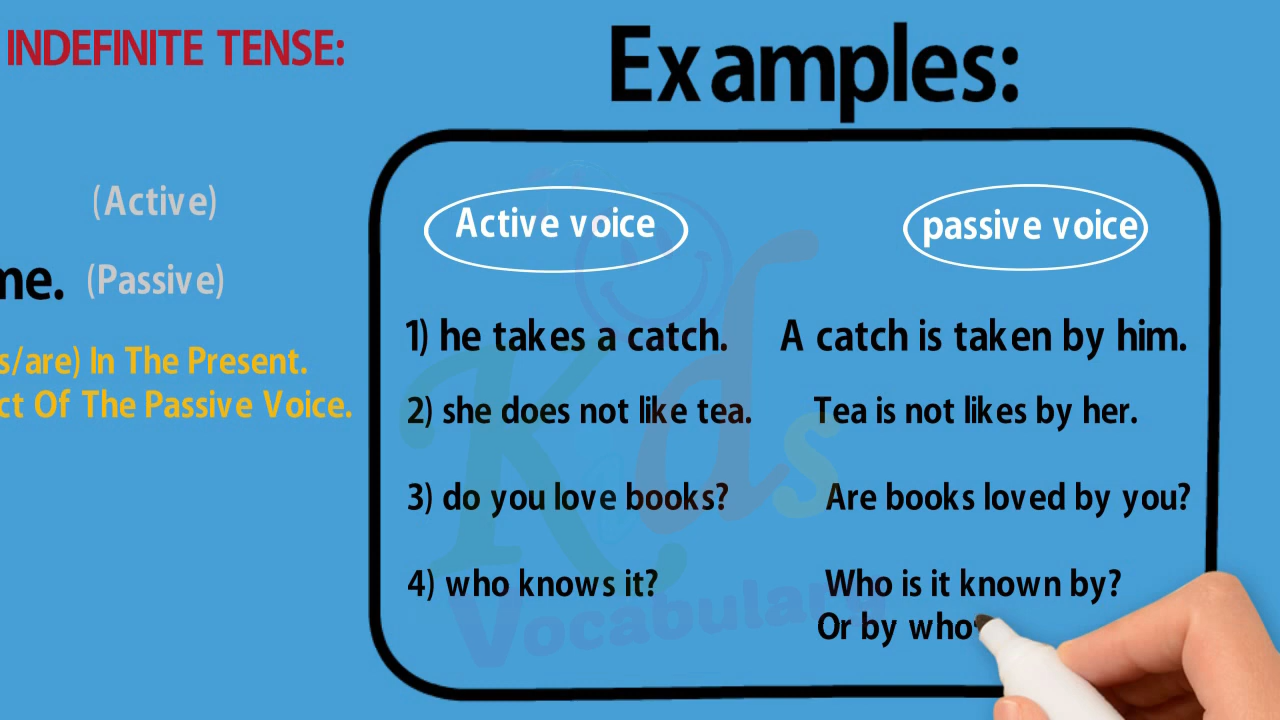 INDEFINITE TENSE:
Examples:
(Active)
me. (Passive)
s/are) In The Present.
ct Of The Passive Voice.
Active voice passive voice
1) he takes a catch. A catch is taken by him.
2) she does not like tea. Tea is not likes by her.
3) do you love books? Are books loved by you?
4) who knows it? Who is it known by?
Or by who
Kids
Vocabulary